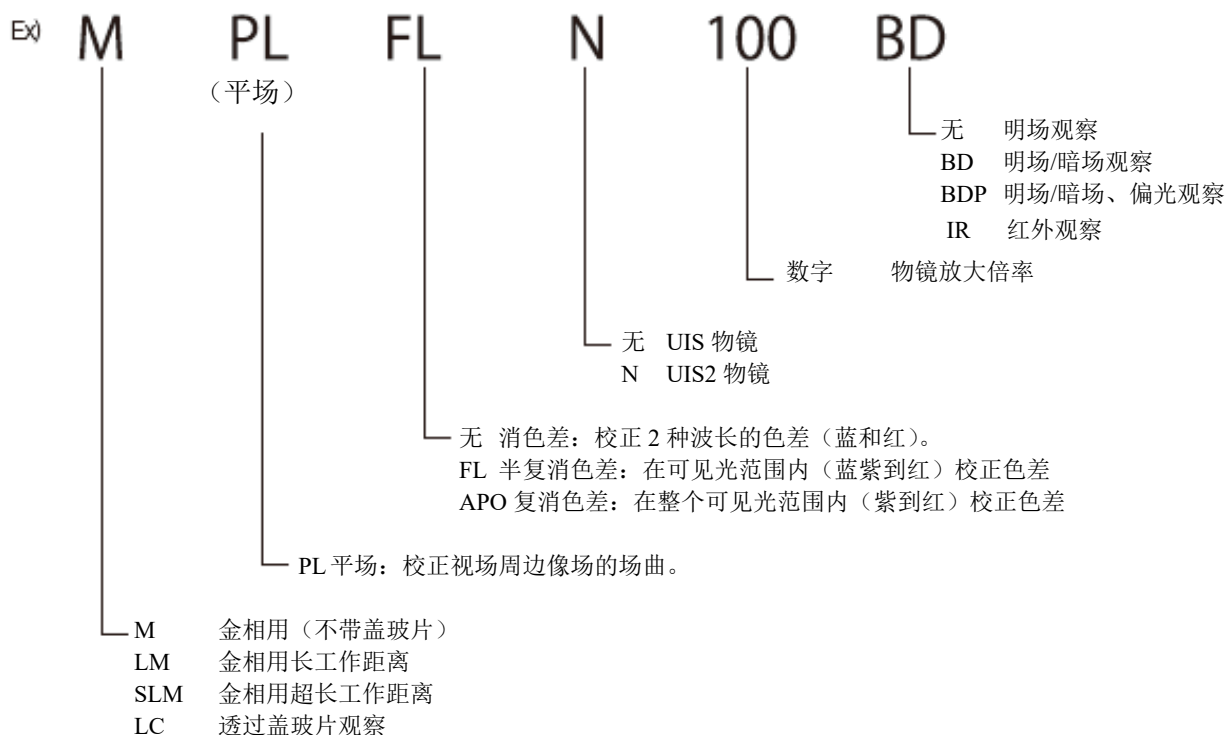 Ex) M PL FL N 100 BD
(平场)
无 明场观察
BD 明场/暗场观察
BDP 明场/暗场、偏光观察
IR 红外观察
数字 物镜放大倍率
无 UIS 物镜
N UIS2 物镜
无 消色差：校正 2 种波长的色差（蓝和红）。
FL 半复消色差：在可见光范围内（蓝紫到红）校正色差
APO 复消色差：在整个可见光范围内（紫到红）校正色差
PL 平场：校正视场周边像场的场曲。
M 金相用（不带盖玻片）
LM 金相用长工作距离
SLM 金相用超长工作距离
LC 透过盖玻片观察